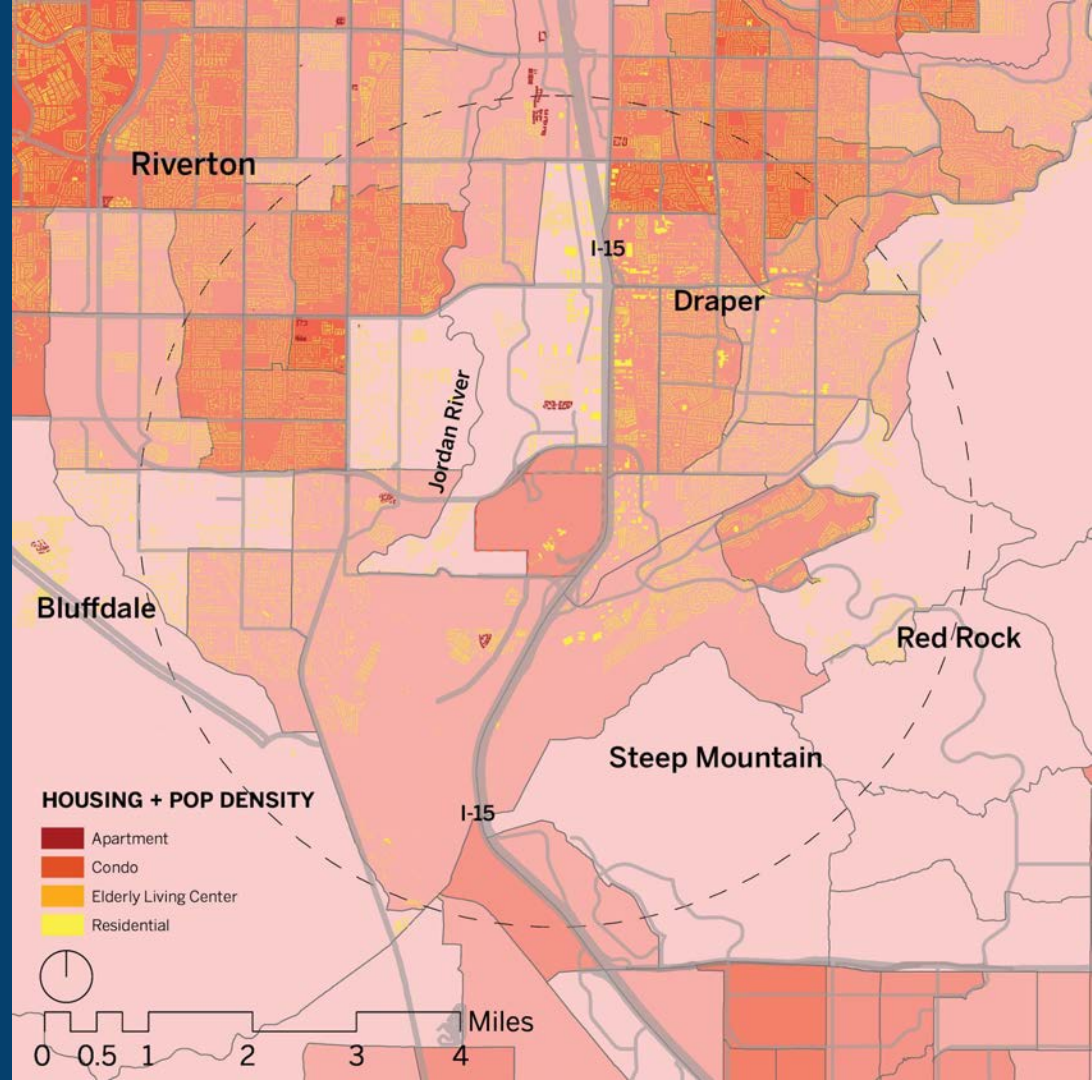 Riverton
I-15
Draper
Jordan River
Bluffdale
Red Rock
Steep Mountain
I-15
HOUSING + POP DENSITY
Apartment
Condo
Elderly Living Center
Residential
Miles
0 0.5 1 2 3 4